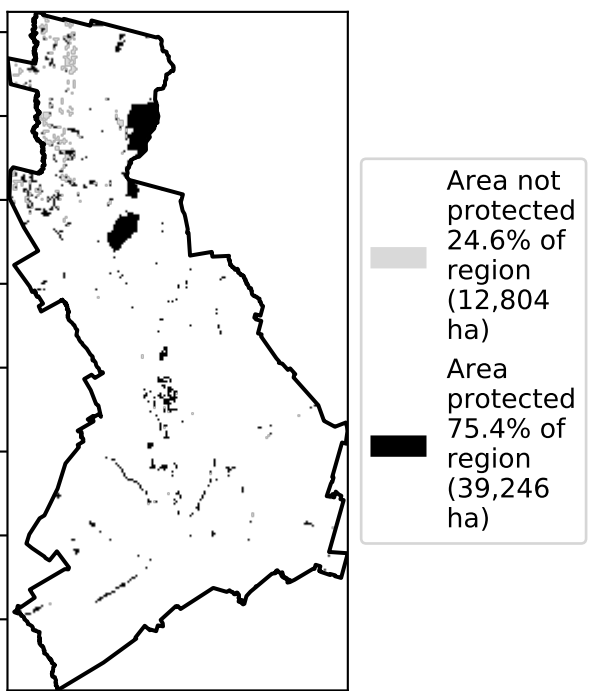 Area not
protected
24.6% of
region
(12,804
ha)
Area
protected
75.4% of
region
(39,246
ha)